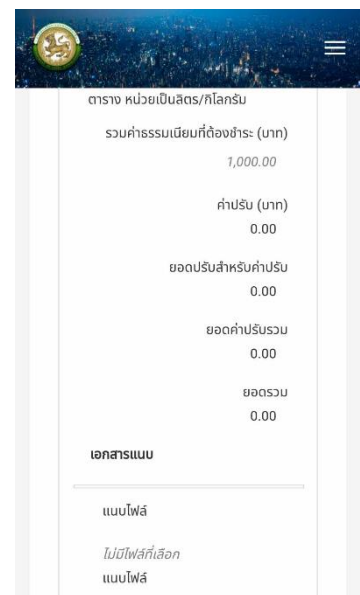 ตาราง หน่วยเป็นลิตร/กิโลกรัม
รวมค่าธรรมเนียมที่ต้องชำระ (บาท)
1,000.00
ค่าปรับ (บาท)
0.00
ยอดปรับสำหรับค่าปรับ
0.00
ยอดค่าปรับรวม
0.00
ยอดรวม
0.00
เอกสารแนบ
แนบไฟล์
ไม่มีไฟล์ที่เลือก
แนบไฟล์